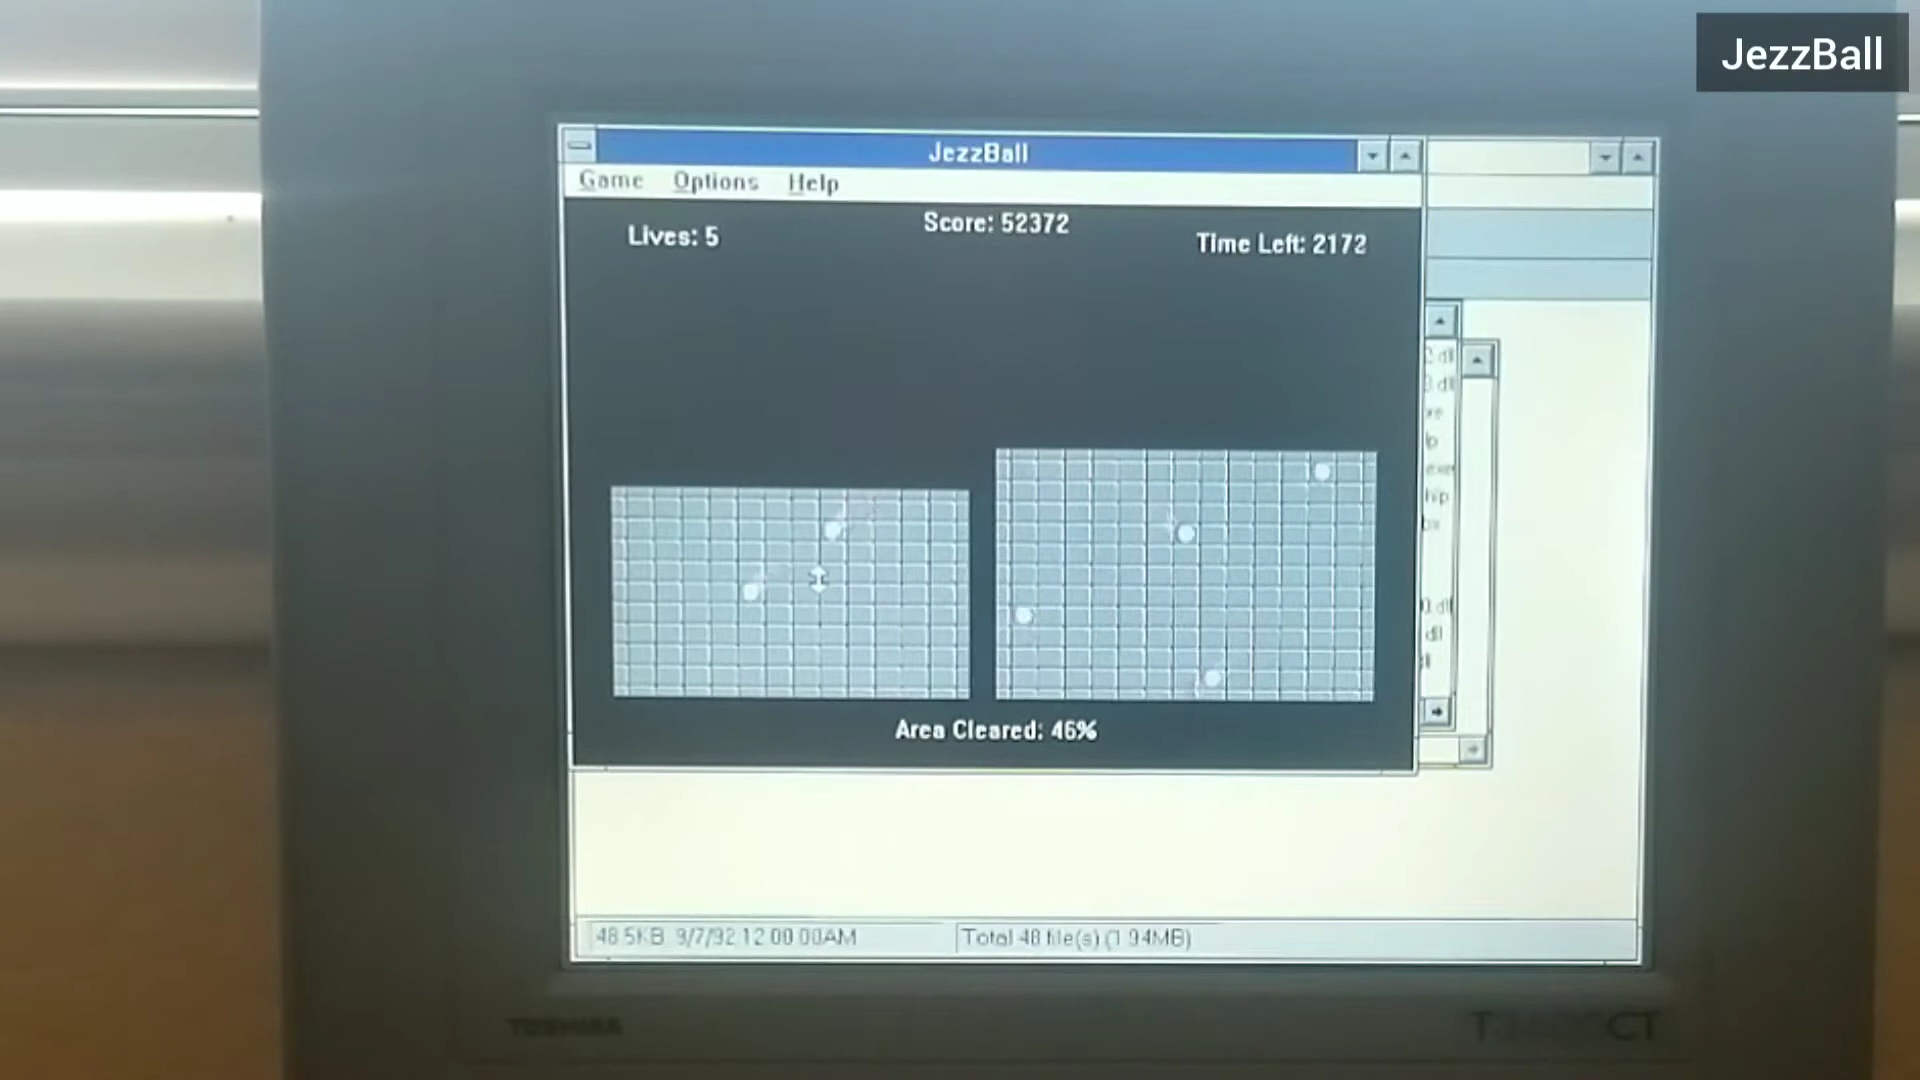 JezzBall
JezzBall
Game Options Help
Lives: 5
Score: 52372
Time Left: 2172
Area Cleared: 46%
48.5KB 9/7/92 12:00:00AM
Total 48 file(s) (1.94MB)
TOSHIBA